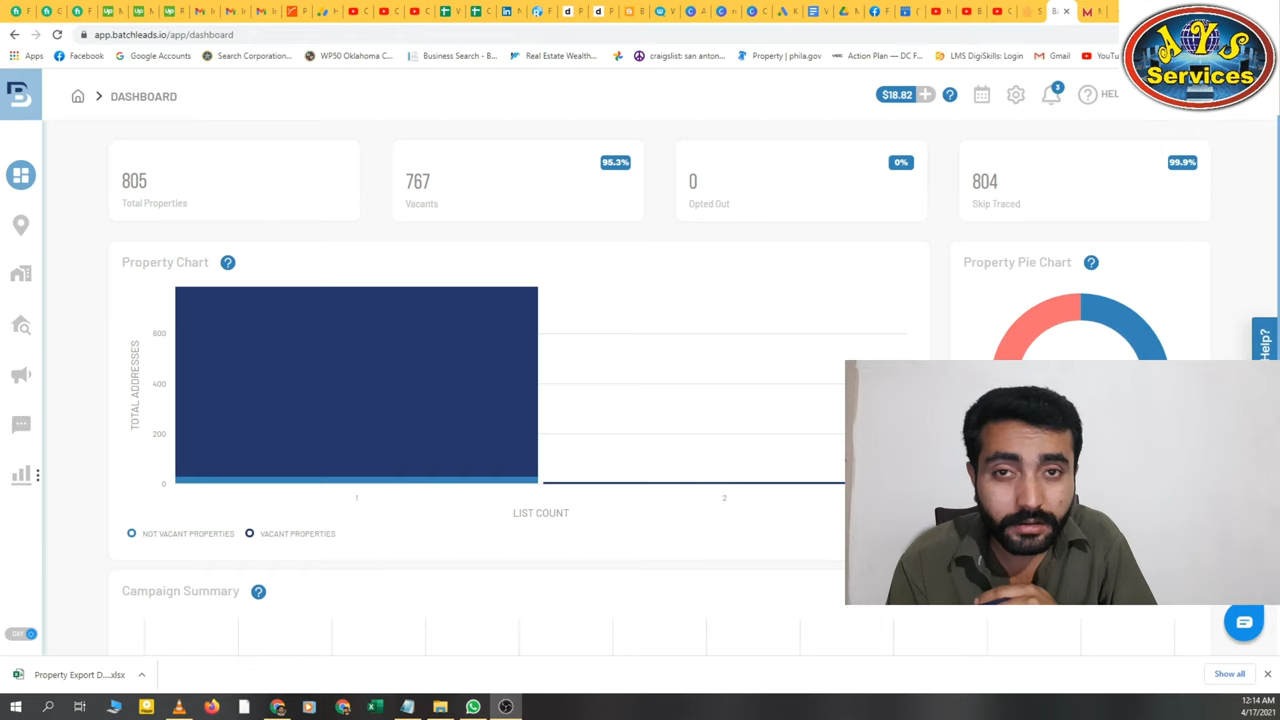 F
C
F
F
M
M
R
M
M
M
P
C
C
C
V
C
N
F
P
P
B
V
C
n
C
K
V
M
F
h
B
C
S
B
M
app.batchleads.io/app/dashboard
Apps
Facebook
Google Accounts
Search Corporation...
WP50 Oklahoma C...
Business Search - B...
Real Estate Wealth...
craigslist: san anton...
Property | phila.gov
Action Plan — DC F...
LMS DigiSkills: Login
Gmail
YouTu
AYS
Services
DASHBOARD
$18.82
3
HEL
805
Total Properties
95.3%
767
Vacants
0%
0
Opted Out
99.9%
804
Skip Traced
Property Chart
Property Pie Chart
TOTAL ADDRESSES
600
400
200
0
1
2
LIST COUNT
NOT VACANT PROPERTIES
VACANT PROPERTIES
Help?
Campaign Summary
DAY
Property Export D....xlsx
Show all
12:14 AM
4/17/2021